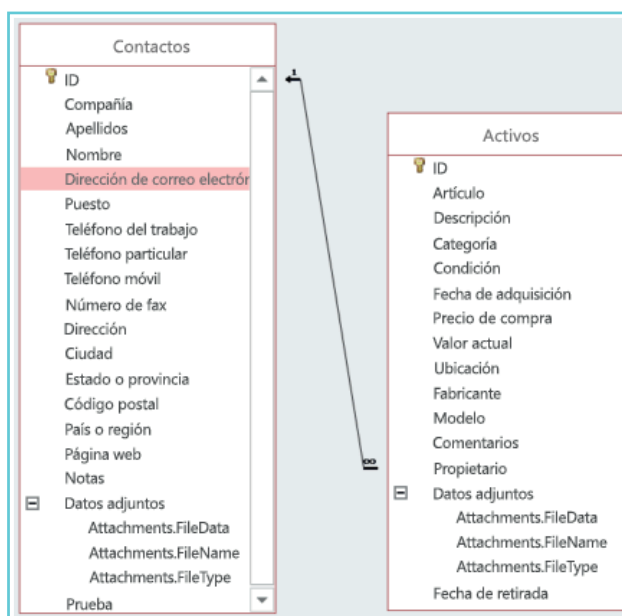 Contactos
ID
Compañía
Apellidos
Nombre
Dirección de correo electrór
Puesto
Teléfono del trabajo
Teléfono particular
Teléfono móvil
Número de fax
Dirección
Ciudad
Estado o provincia
Código postal
País o región
Página web
Notas
Datos adjuntos
Attachments.FileData
Attachments.FileName
Attachments.FileType
Prueba
1
∞
Activos
ID
Artículo
Descripción
Categoría
Condición
Fecha de adquisición
Precio de compra
Valor actual
Ubicación
Fabricante
Modelo
Comentarios
Propietario
Datos adjuntos
Attachments.FileData
Attachments.FileName
Attachments.FileType
Fecha de retirada